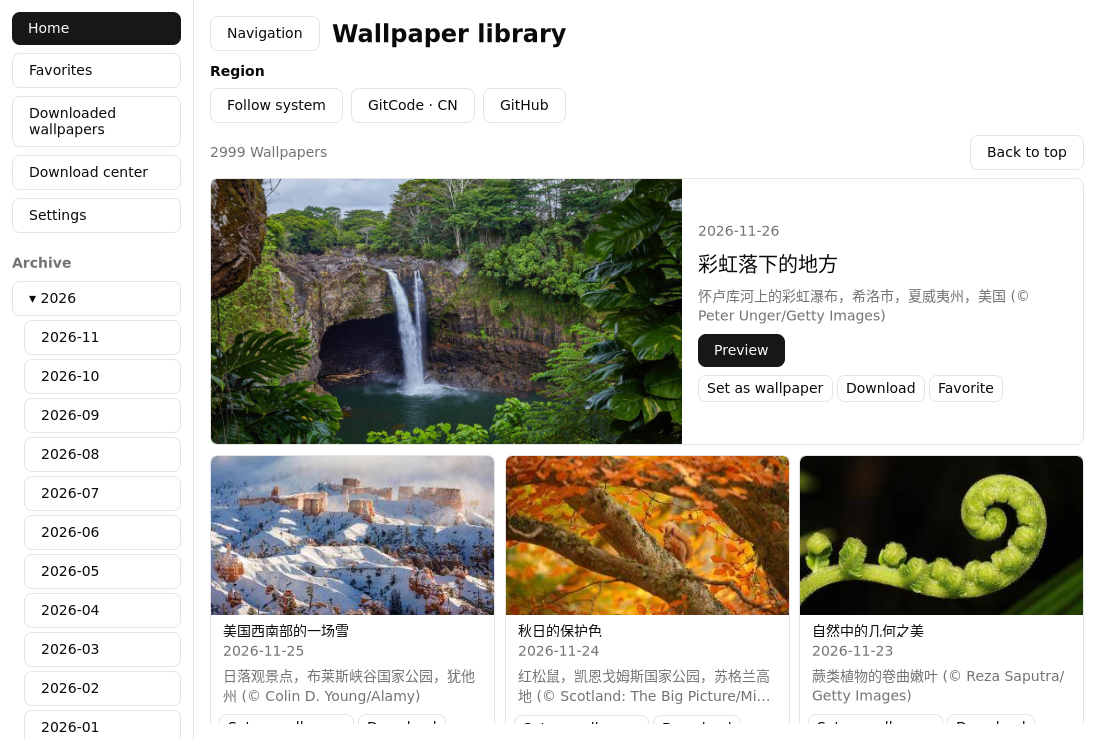 Home
Favorites
Downloaded
wallpapers
Download center
Settings
Archive
▾ 2026
2026-11
2026-10
2026-09
2026-08
2026-07
2026-06
2026-05
2026-04
2026-03
2026-02
2026-01
Navigation
Wallpaper library
Region
Follow system
GitCode · CN
GitHub
2999 Wallpapers
Back to top
2026-11-26
彩虹落下的地方
怀卢库河上的彩虹瀑布，希洛市，夏威夷州，美国 (©
Peter Unger/Getty Images)
Preview
Set as wallpaper
Download
Favorite
美国西南部的一场雪
2026-11-25
日落观景点，布莱斯峡谷国家公园，犹他
州 (© Colin D. Young/Alamy)
秋日的保护色
2026-11-24
红松鼠，凯恩戈姆斯国家公园，苏格兰高
地 (© Scotland: The Big Picture/Mi…
自然中的几何之美
2026-11-23
蕨类植物的卷曲嫩叶 (© Reza Saputra/
Getty Images)